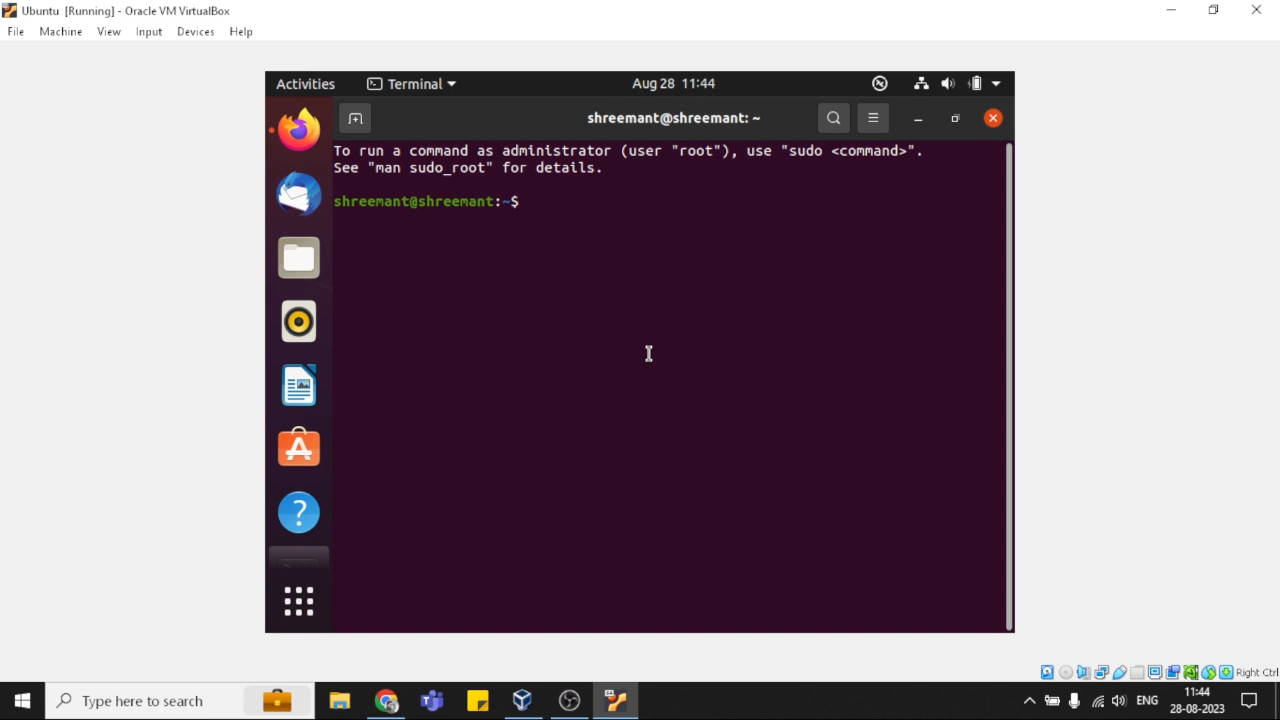 Ubuntu [Running] - Oracle VM VirtualBox
File Machine View Input Devices Help
Activities Terminal Aug 28 11:44
shreemant@shreemant: ~
To run a command as administrator (user "root"), use "sudo <command>".
See "man sudo_root" for details.
shreemant@shreemant:~$
Right Ctrl
Type here to search
ENG
11:44
28-08-2023